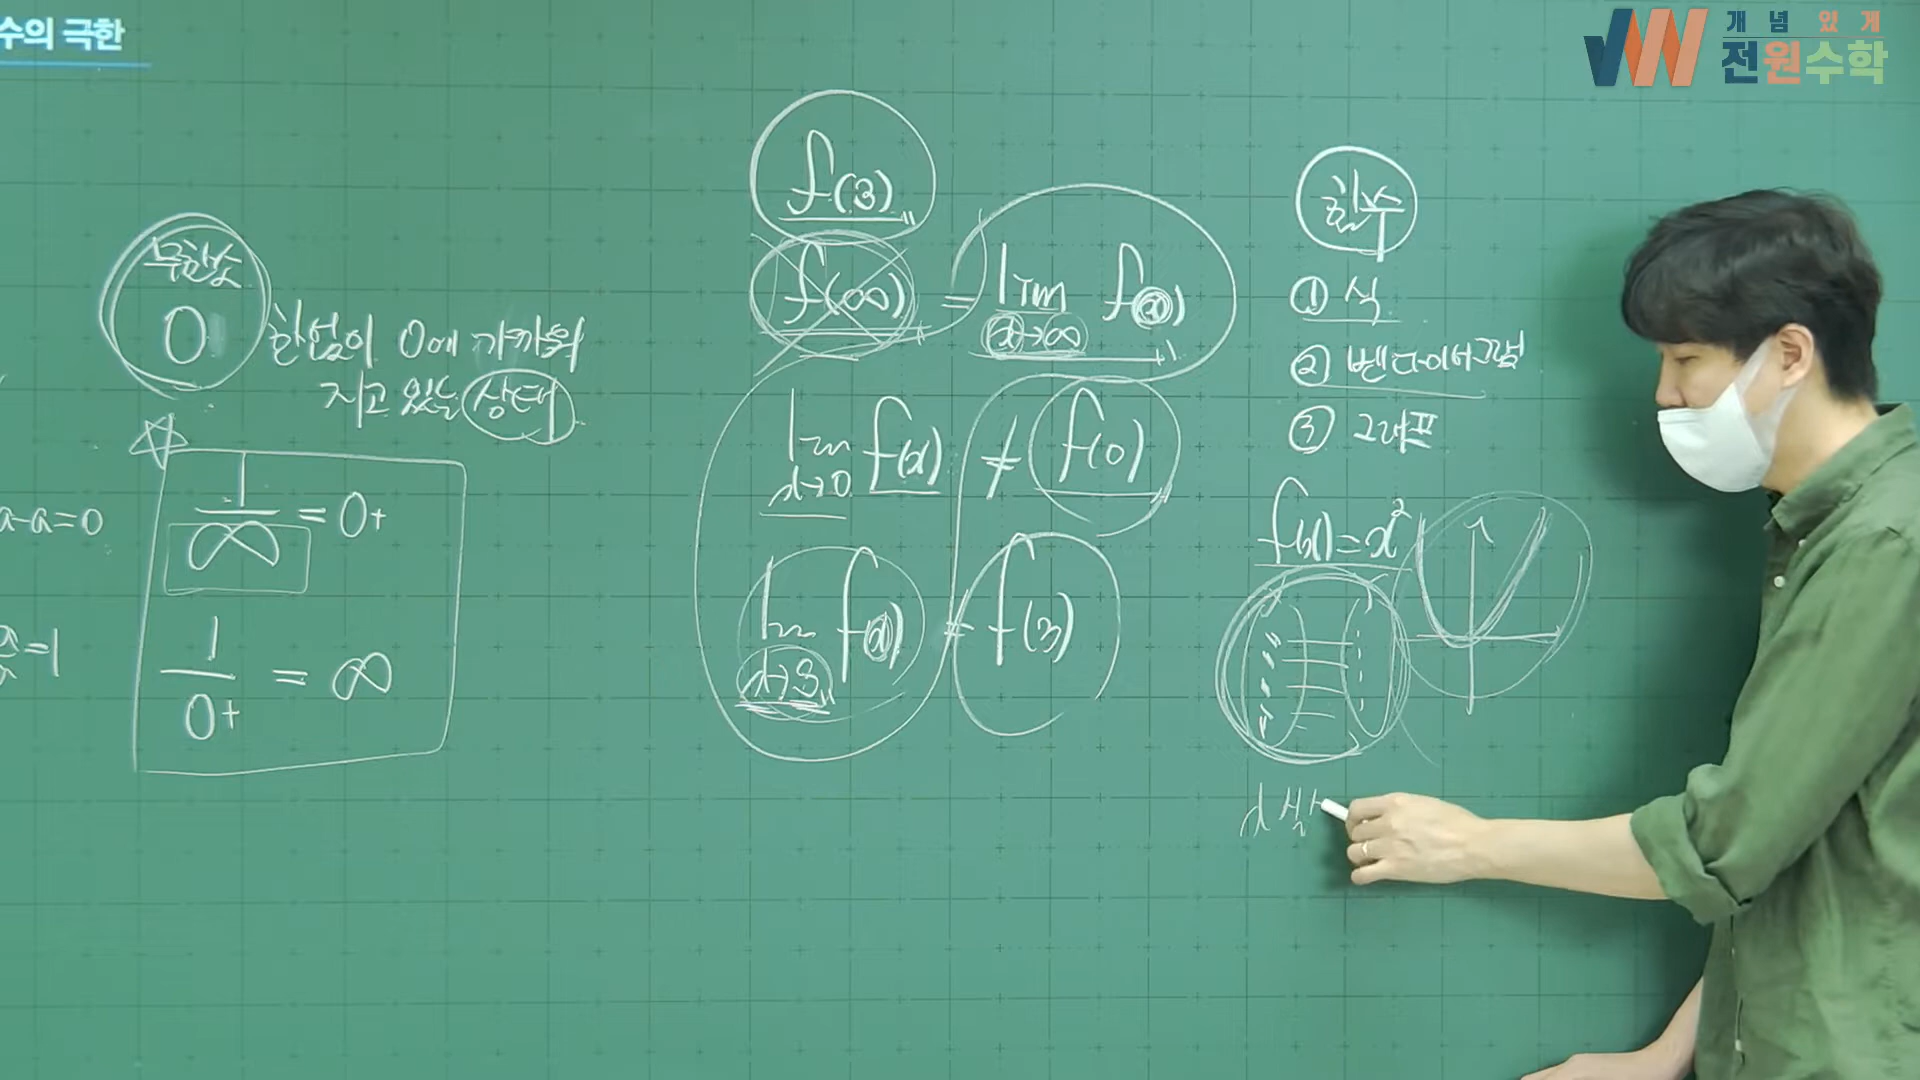 수의 극한
개념 있게
전원수학
무한소
0
한없이 0에 가까워
지고 있는 상태
a-a=0
1/∞ = 0+
a/a=1
1/0+ = ∞
f(3)
f(∞) = lim x→∞ f(x)
lim x→0 f(x) ≠ f(0)
lim x→3 f(x) = f(3)
함수
① 식
② 벤다이어그램
③ 그래프
f(x)=x²
x